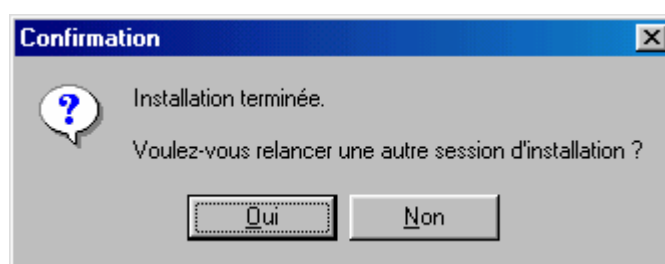 Confirmation
?
Installation terminée.
Voulez-vous relancer une autre session d'installation ?
Oui
Non